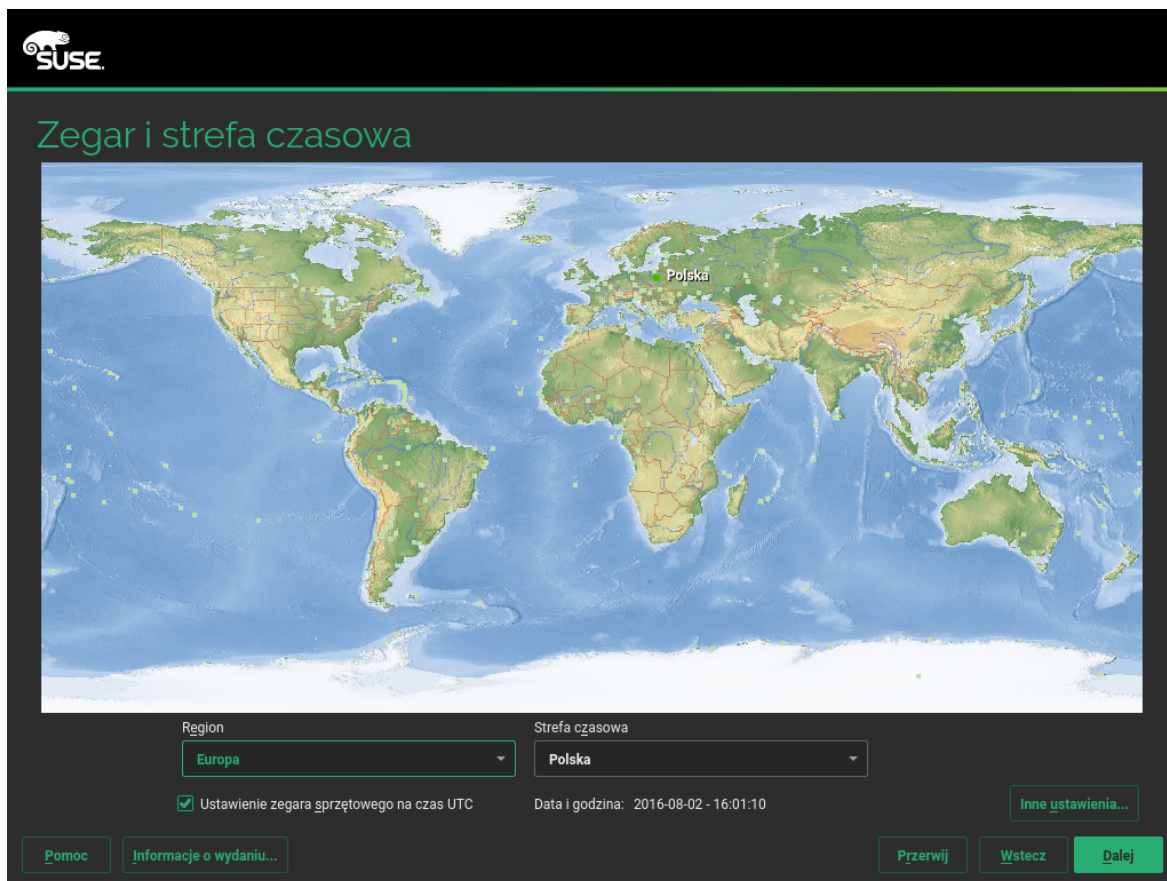 SUSE.
Zegar i strefa czasowa
Polska
Region
Strefa czasowa
Europa
Polska
Ustawienie zegara sprzętowego na czas UTC
Data i godzina: 2016-08-02 - 16:01:10
Inne ustawienia...
Pomoc
Informacje o wydaniu...
Przerwij
Wstecz
Dalej